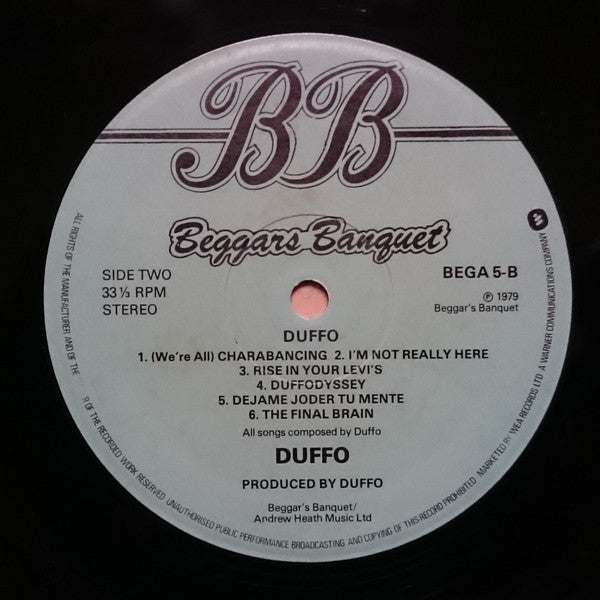 BB
Beggars Banquet
SIDE TWO
33⅓ RPM
STEREO
BEGA 5-B
Ⓟ 1979
Beggar's Banquet
DUFFO
1. (We're All) CHARABANCING 2. I'M NOT REALLY HERE
3. RISE IN YOUR LEVI'S
4. DUFFODYSSEY
5. DEJAME JODER TU MENTE
6. THE FINAL BRAIN
All songs composed by Duffo
DUFFO
PRODUCED BY DUFFO
Beggar's Banquet/
Andrew Heath Music Ltd
ALL RIGHTS OF THE MANUFACTURER AND OF THE R OF THE RECORDED WORK RESERVED UNAUTHORISED PUBLIC PERFORMANCE BROADCASTING AND COPYING OF THIS RECORD PROHIBITED MARKETED BY WEA RECORDS LTD A WARNER COMMUNICATIONS COMPANY